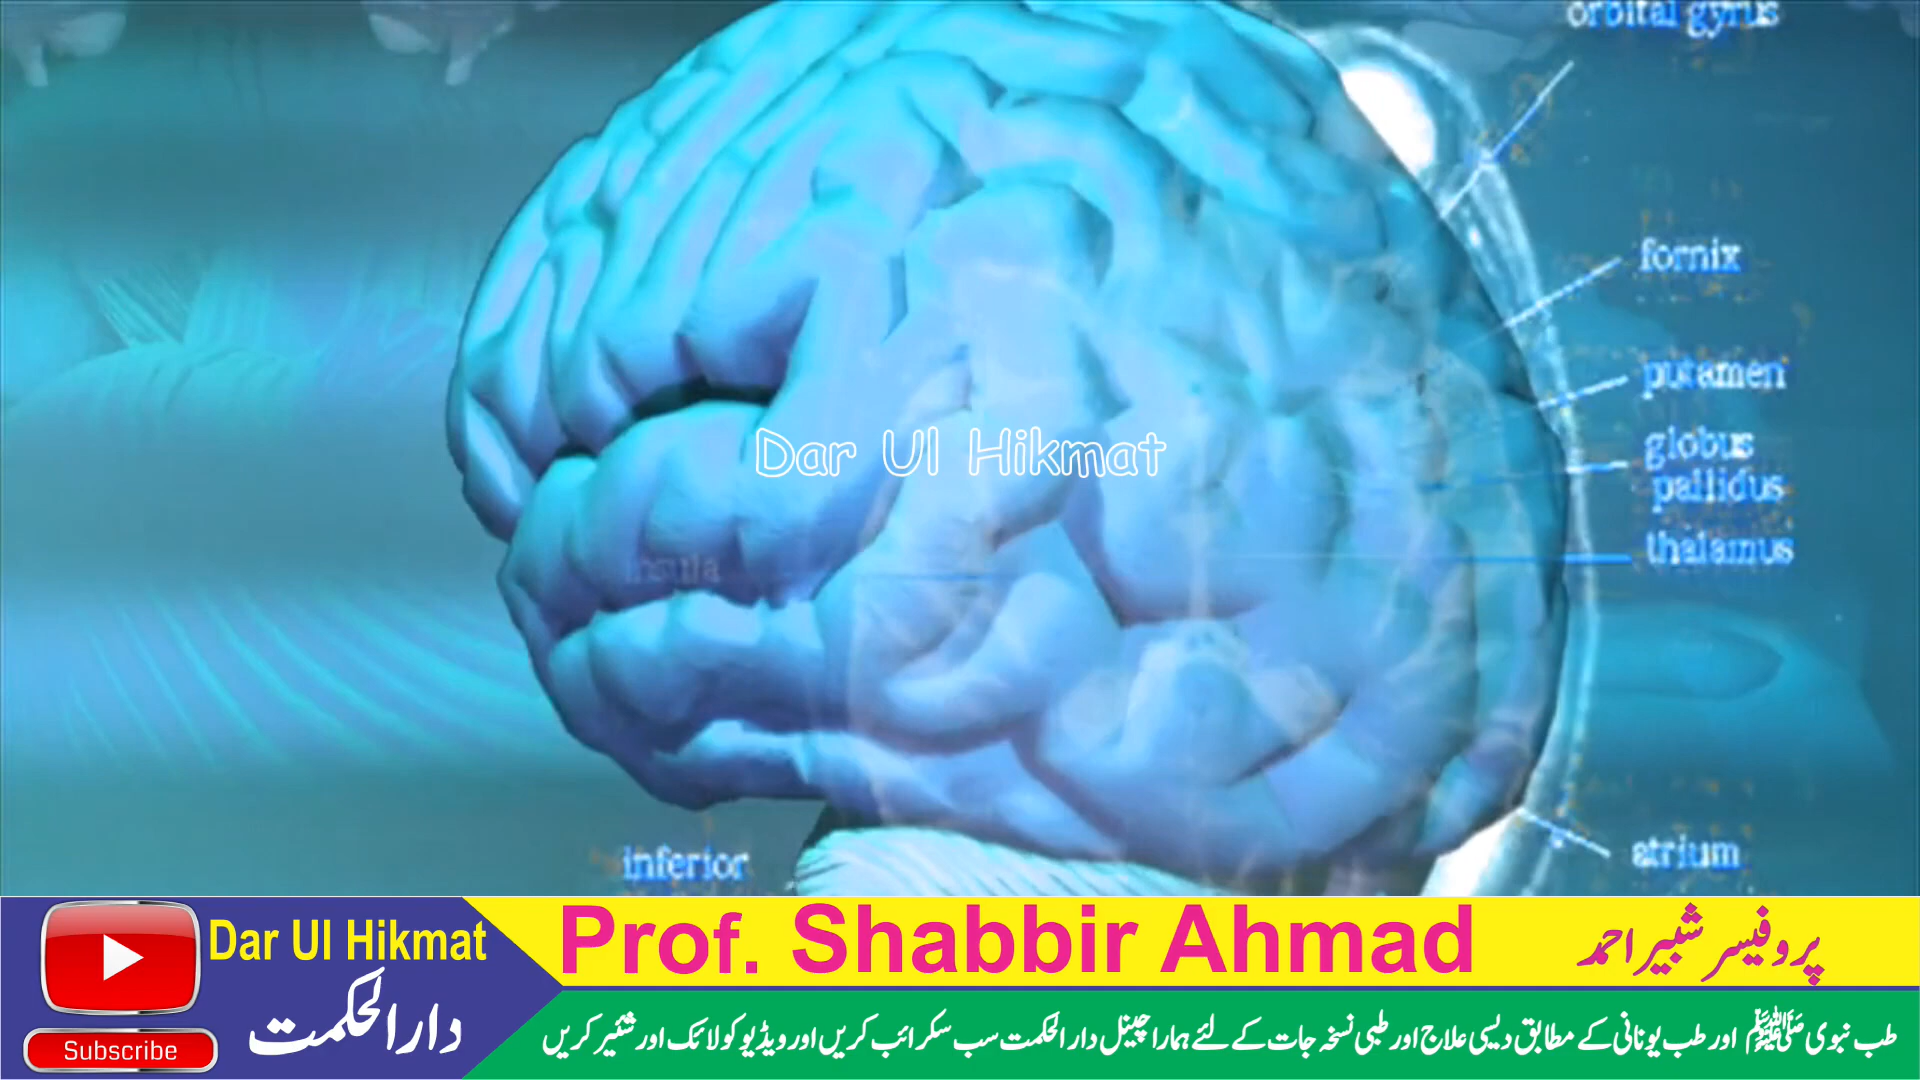 orbital gyrus
fornix
putamen
globus
pallidus
thalamus
Dar Ul Hikmat
insula
atrium
inferior
Dar Ul Hikmat
دارالحکمت
Subscribe
Prof. Shabbir Ahmad
پروفیسر شبیر احمد
طب نبوی ﷺ اور طب یونانی کے مطابق دیسی علاج اور طبی نسخہ جات کے لئے ہمارا چینل دار الحکمت سب سکرائب کریں اور ویڈیو کو لائک اور شئیر کریں